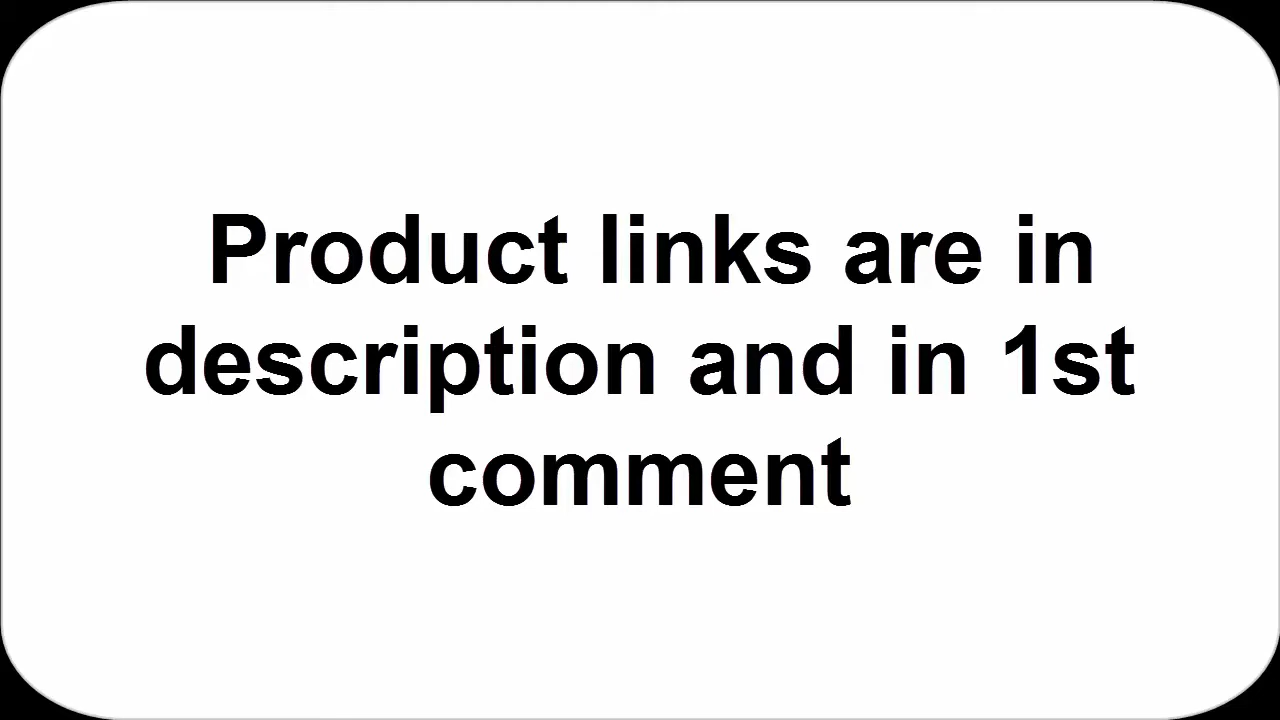 Product links are in
description and in 1st
comment